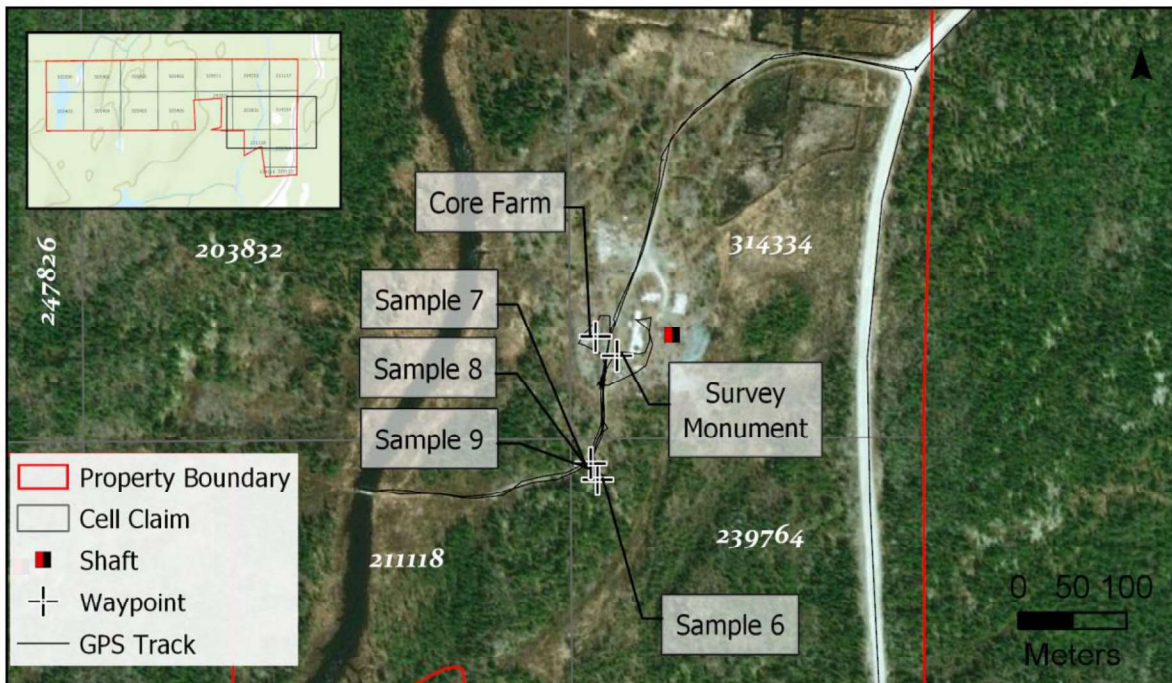 247826
203832
314334
Core Farm
Sample 7
Sample 8
Sample 9
Survey
Monument
211118
239764
Sample 6
Property Boundary
Cell Claim
Shaft
Waypoint
GPS Track
0 50 100
Meters